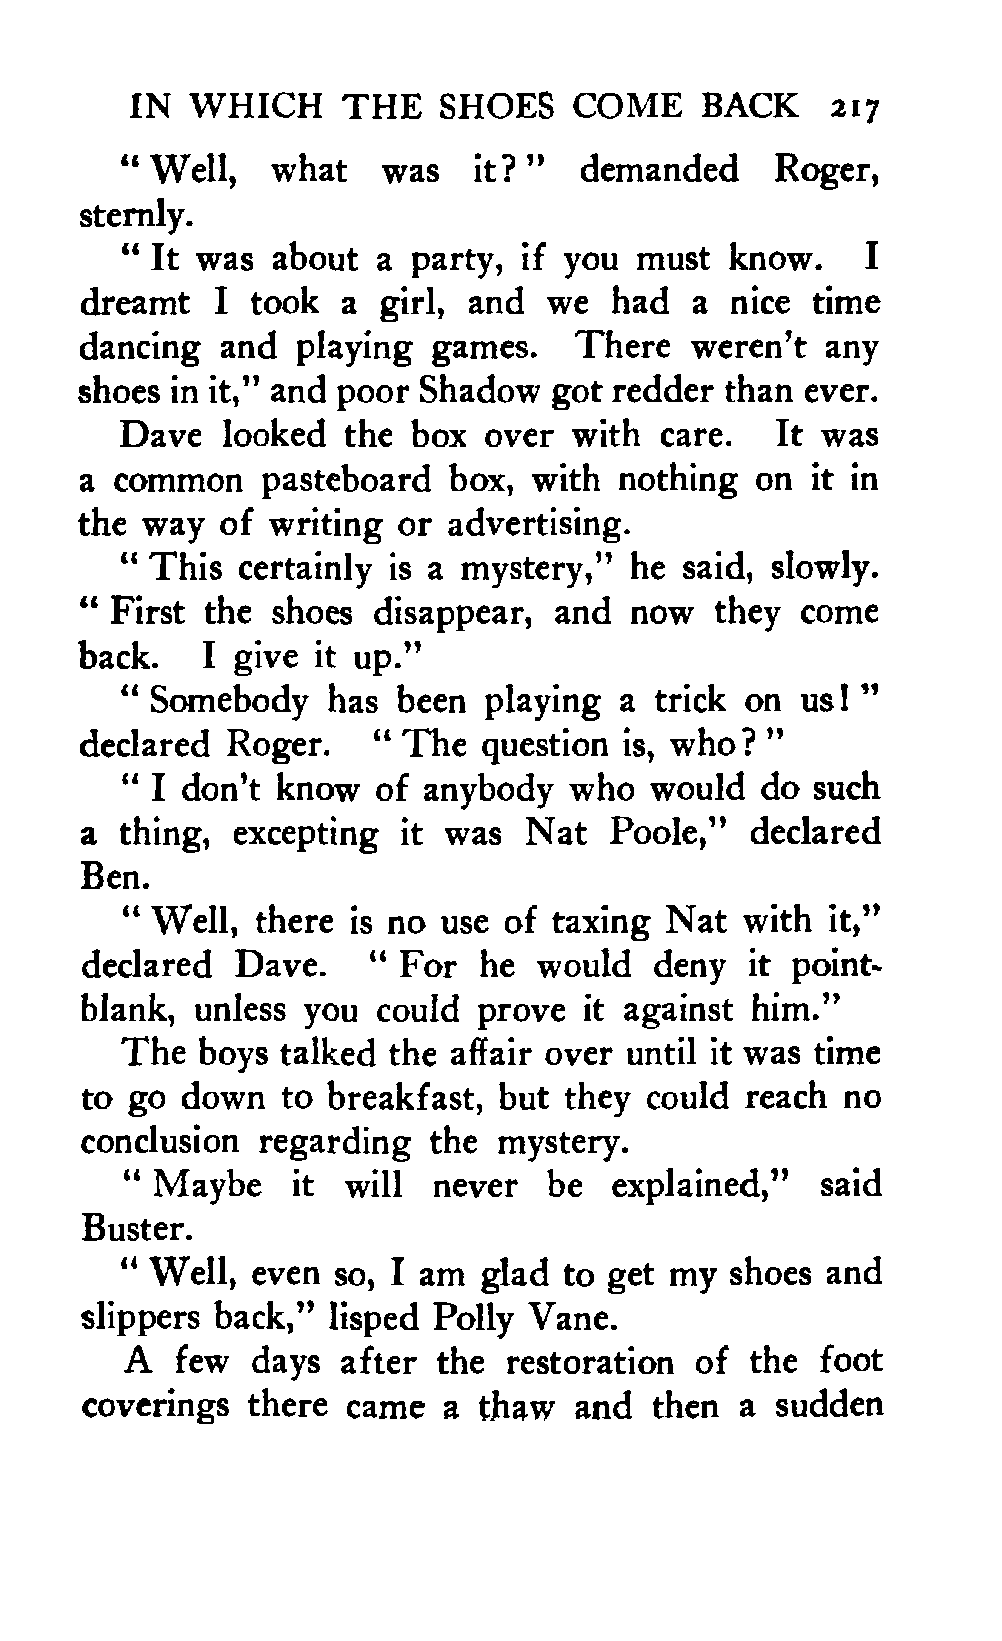 IN WHICH THE SHOES COME BACK 217
" Well, what was it? " demanded Roger,
sternly.
" It was about a party, if you must know. I
dreamt I took a girl, and we had a nice time
dancing and playing games. There weren't any
shoes in it," and poor Shadow got redder than ever.
Dave looked the box over with care. It was
a common pasteboard box, with nothing on it in
the way of writing or advertising.
" This certainly is a mystery," he said, slowly.
" First the shoes disappear, and now they come
back. I give it up."
" Somebody has been playing a trick on us! "
declared Roger. " The question is, who? "
" I don't know of anybody who would do such
a thing, excepting it was Nat Poole," declared
Ben.
" Well, there is no use of taxing Nat with it,"
declared Dave. " For he would deny it point-
blank, unless you could prove it against him."
The boys talked the affair over until it was time
to go down to breakfast, but they could reach no
conclusion regarding the mystery.
" Maybe it will never be explained," said
Buster.
" Well, even so, I am glad to get my shoes and
slippers back," lisped Polly Vane.
A few days after the restoration of the foot
coverings there came a thaw and then a sudden